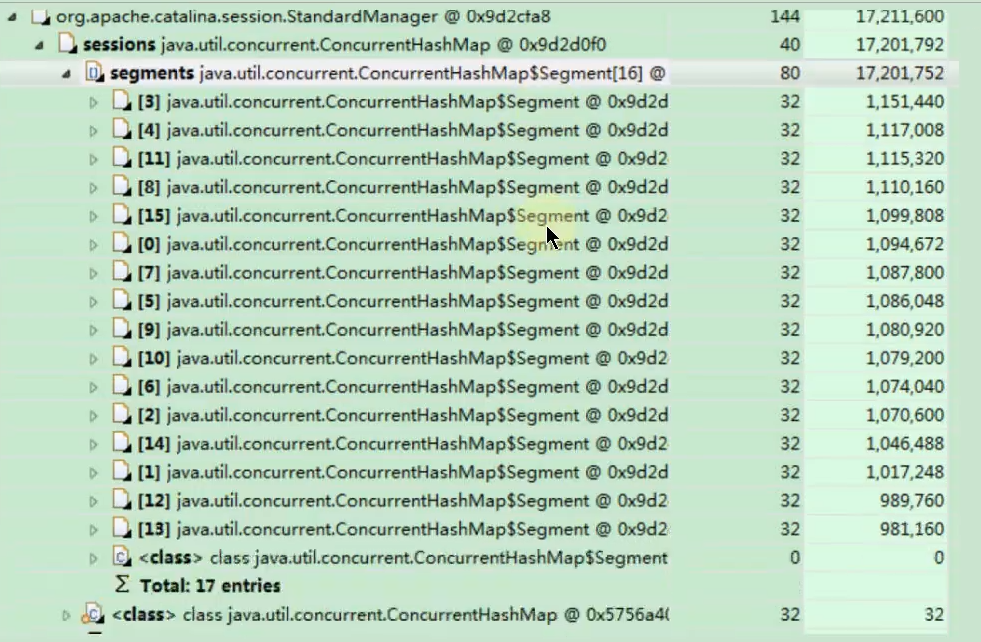 org.apache.catalina.session.StandardManager @ 0x9d2cfa8 144 17,211,600
sessions java.util.concurrent.ConcurrentHashMap @ 0x9d2d0f0 40 17,201,792
segments java.util.concurrent.ConcurrentHashMap$Segment[16] @ 80 17,201,752
[3] java.util.concurrent.ConcurrentHashMap$Segment @ 0x9d2d 32 1,151,440
[4] java.util.concurrent.ConcurrentHashMap$Segment @ 0x9d2d 32 1,117,008
[11] java.util.concurrent.ConcurrentHashMap$Segment @ 0x9d2 32 1,115,320
[8] java.util.concurrent.ConcurrentHashMap$Segment @ 0x9d2d 32 1,110,160
[15] java.util.concurrent.ConcurrentHashMap$Segment @ 0x9d2 32 1,099,808
[0] java.util.concurrent.ConcurrentHashMap$Segment @ 0x9d2d 32 1,094,672
[7] java.util.concurrent.ConcurrentHashMap$Segment @ 0x9d2d 32 1,087,800
[5] java.util.concurrent.ConcurrentHashMap$Segment @ 0x9d2d 32 1,086,048
[9] java.util.concurrent.ConcurrentHashMap$Segment @ 0x9d2d 32 1,080,920
[10] java.util.concurrent.ConcurrentHashMap$Segment @ 0x9d2 32 1,079,200
[6] java.util.concurrent.ConcurrentHashMap$Segment @ 0x9d2d 32 1,074,040
[2] java.util.concurrent.ConcurrentHashMap$Segment @ 0x9d2d 32 1,070,600
[14] java.util.concurrent.ConcurrentHashMap$Segment @ 0x9d2 32 1,046,488
[1] java.util.concurrent.ConcurrentHashMap$Segment @ 0x9d2d 32 1,017,248
[12] java.util.concurrent.ConcurrentHashMap$Segment @ 0x9d2 32 989,760
[13] java.util.concurrent.ConcurrentHashMap$Segment @ 0x9d2 32 981,160
<class> class java.util.concurrent.ConcurrentHashMap$Segment 0 0
Σ Total: 17 entries
<class> class java.util.concurrent.ConcurrentHashMap @ 0x5756a40 32 32